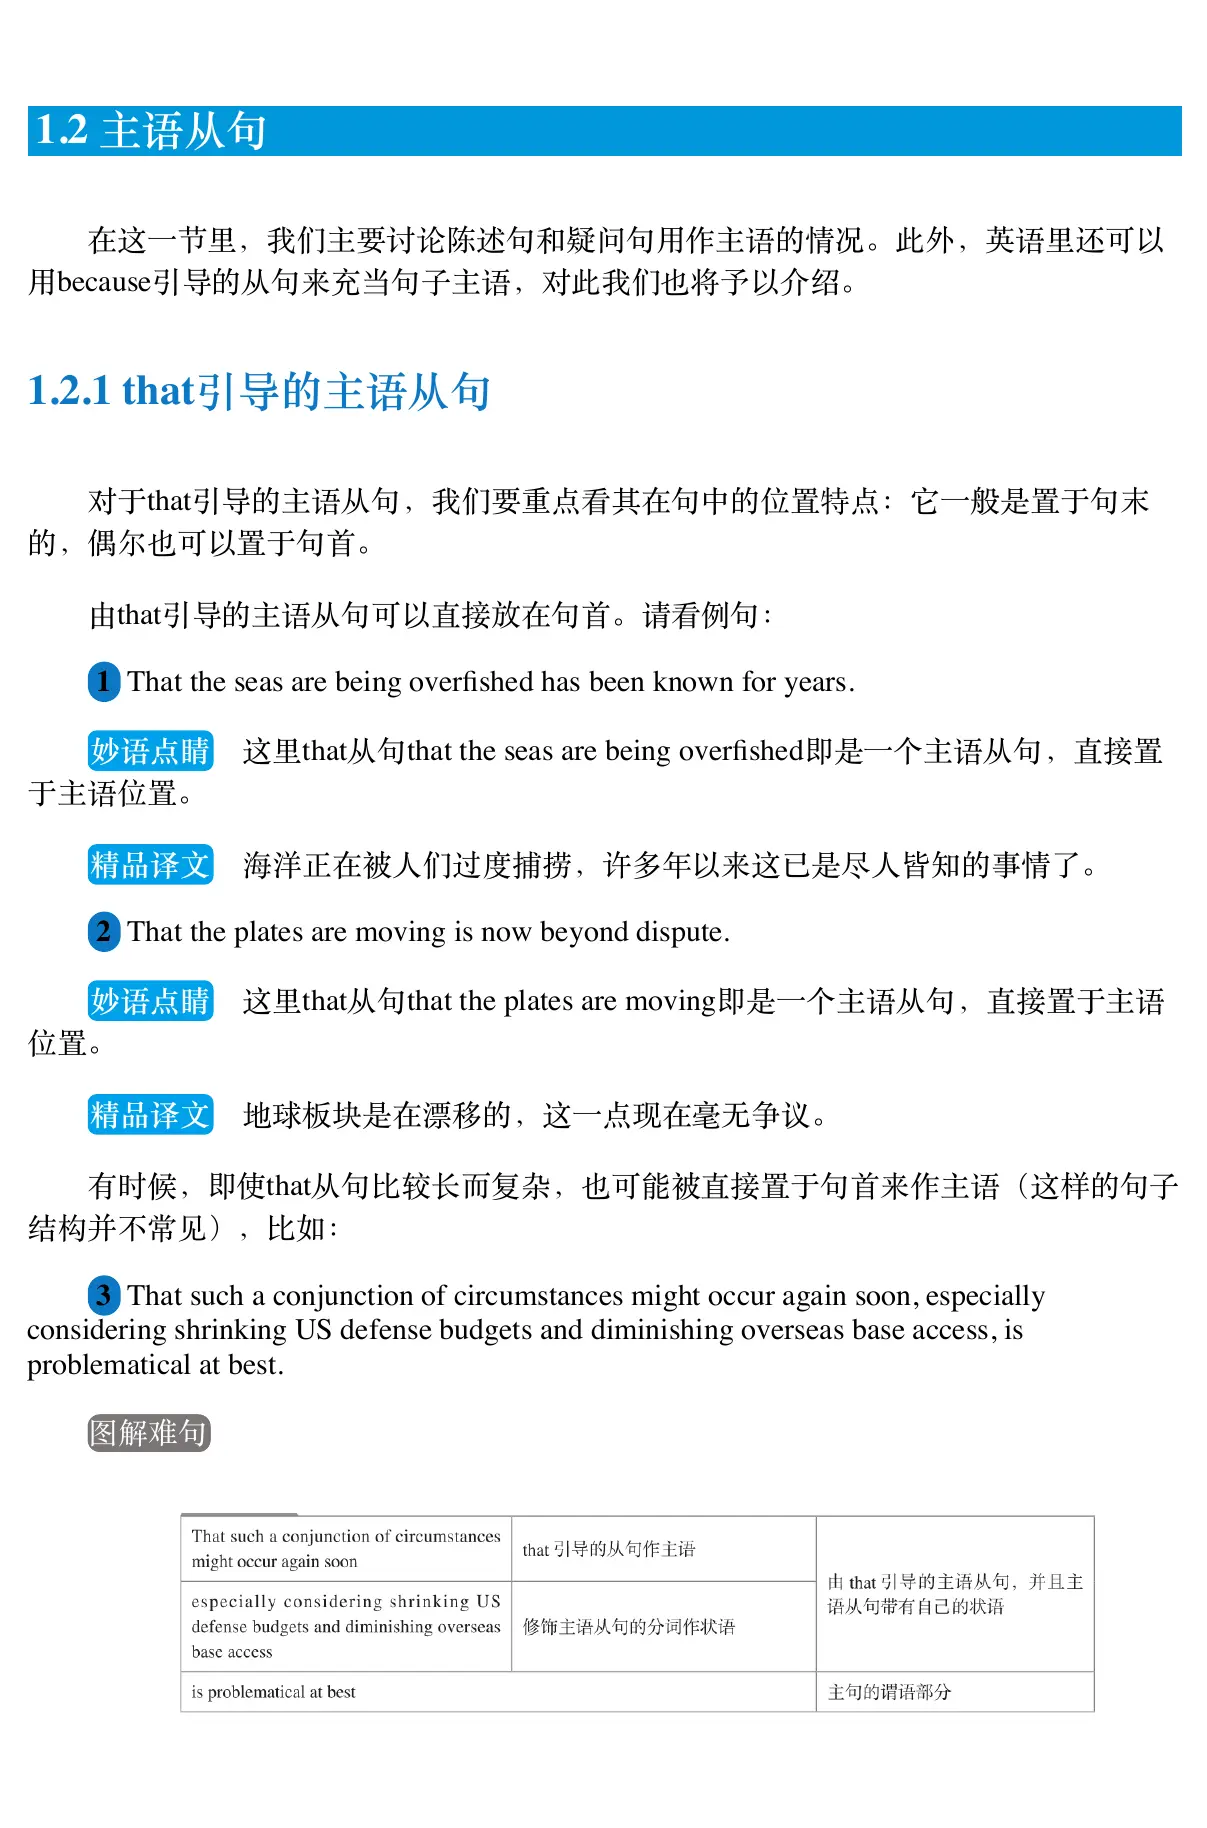 1.2 主语从句
在这一节里，我们主要讨论陈述句和疑问句用作主语的情况。此外，英语里还可以
用because引导的从句来充当句子主语，对此我们也将予以介绍。
1.2.1 that引导的主语从句
对于that引导的主语从句，我们要重点看其在句中的位置特点：它一般是置于句末
的，偶尔也可以置于句首。
由that引导的主语从句可以直接放在句首。请看例句：
1 That the seas are being overfished has been known for years.
妙语点睛 这里that从句that the seas are being overfished即是一个主语从句，直接置
于主语位置。
精品译文 海洋正在被人们过度捕捞，许多年以来这已是尽人皆知的事情了。
2 That the plates are moving is now beyond dispute.
妙语点睛 这里that从句that the plates are moving即是一个主语从句，直接置于主语
位置。
精品译文 地球板块是在漂移的，这一点现在毫无争议。
有时候，即使that从句比较长而复杂，也可能被直接置于句首来作主语（这样的句子
结构并不常见），比如：
3 That such a conjunction of circumstances might occur again soon, especially
considering shrinking US defense budgets and diminishing overseas base access, is
problematical at best.
图解难句
That such a conjunction of circumstances
might occur again soon
that 引导的从句作主语
由 that 引导的主语从句，并且主
语从句带有自己的状语
especially considering shrinking US
defense budgets and diminishing overseas
base access
修饰主语从句的分词作状语
is problematical at best
主句的谓语部分